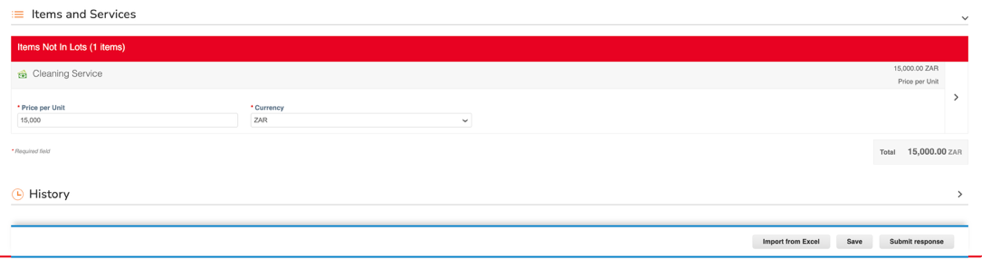 Items and Services
Items Not In Lots (1 items)
Cleaning Service
15,000.00 ZAR
Price per Unit
* Price per Unit
* Currency
15,000
ZAR
* Required field
Total 15,000.00 ZAR
History
Import from Excel Save Submit response